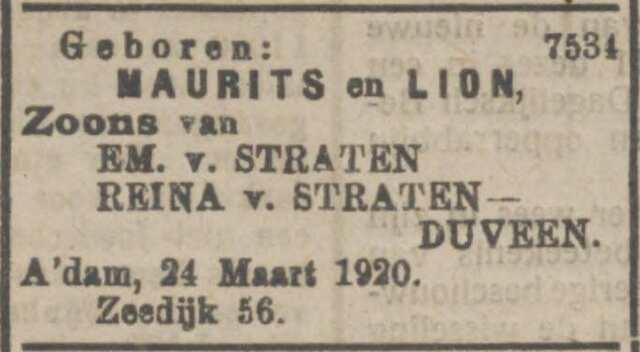 Geboren: 7534
MAURITS en LION,
Zoons van
EM. v. STRATEN
REINA v. STRATEN—
DUVEEN.
A'dam, 24 Maart 1920.
Zeedijk 56.